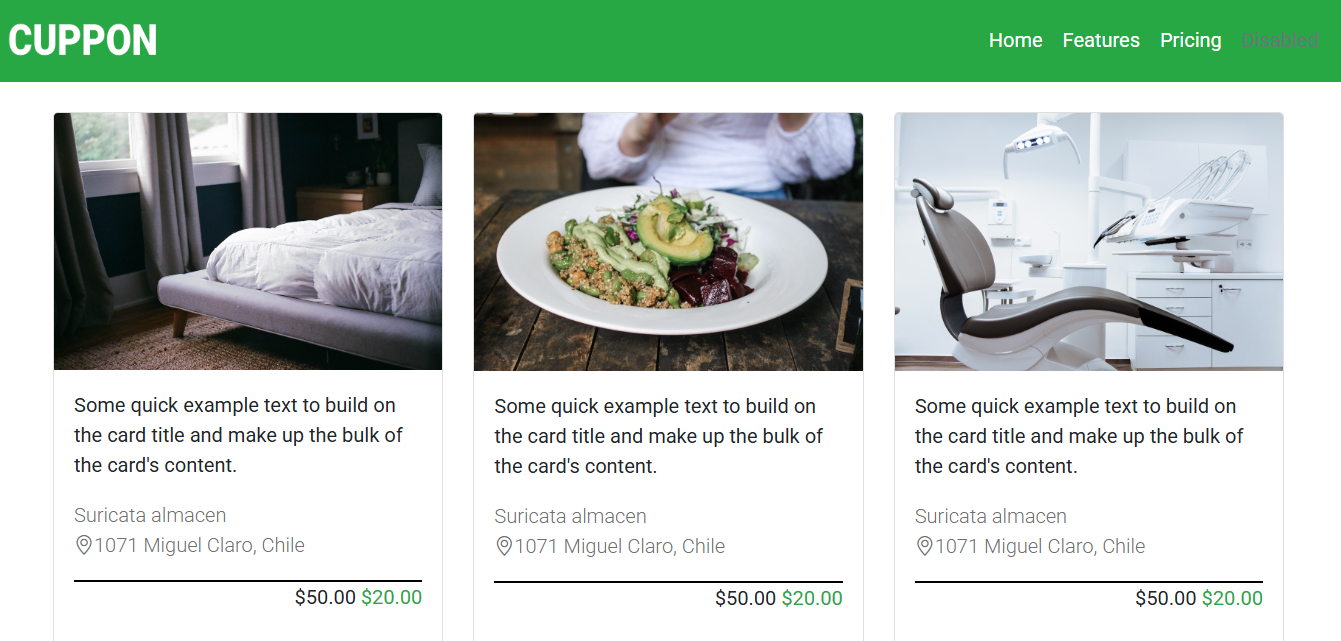 CUPPON
Home Features Pricing Disabled
Some quick example text to build on
the card title and make up the bulk of
the card's content.
Suricata almacen
1071 Miguel Claro, Chile
$50.00 $20.00
Some quick example text to build on
the card title and make up the bulk of
the card's content.
Suricata almacen
1071 Miguel Claro, Chile
$50.00 $20.00
Some quick example text to build on
the card title and make up the bulk of
the card's content.
Suricata almacen
1071 Miguel Claro, Chile
$50.00 $20.00